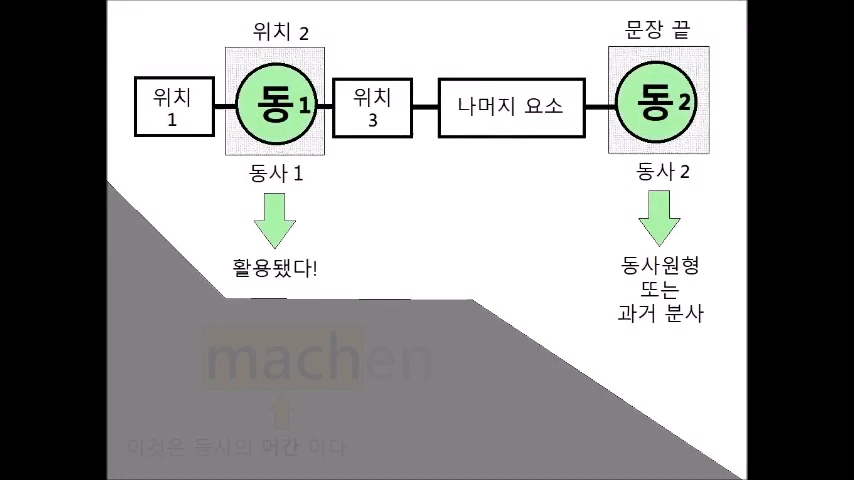 위치 2
문장 끝
위치
1
동1
위치
3
나머지 요소
동2
동사 1
동사 2
활용됐다!
동사원형
또는
과거 분사
machen
이것은 동사의 어간 이다.